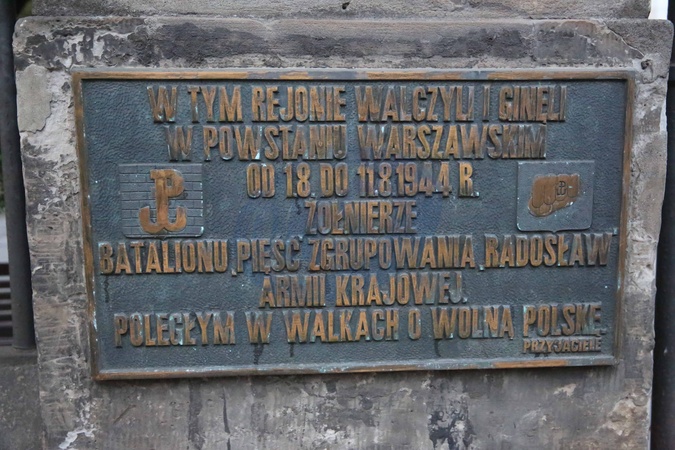 W TYM REJONIE WALCZYLI I GINĘLI
W POWSTANIU WARSZAWSKIM
OD 1.8. DO 11.8.1944 R.
ŻOŁNIERZE
BATALIONU „PIĘŚĆ” ZGRUPOWANIA „RADOSŁAW”
ARMII KRAJOWEJ.
POLEGŁYM W WALKACH O WOLNĄ POLSKĘ
PRZYJACIELE